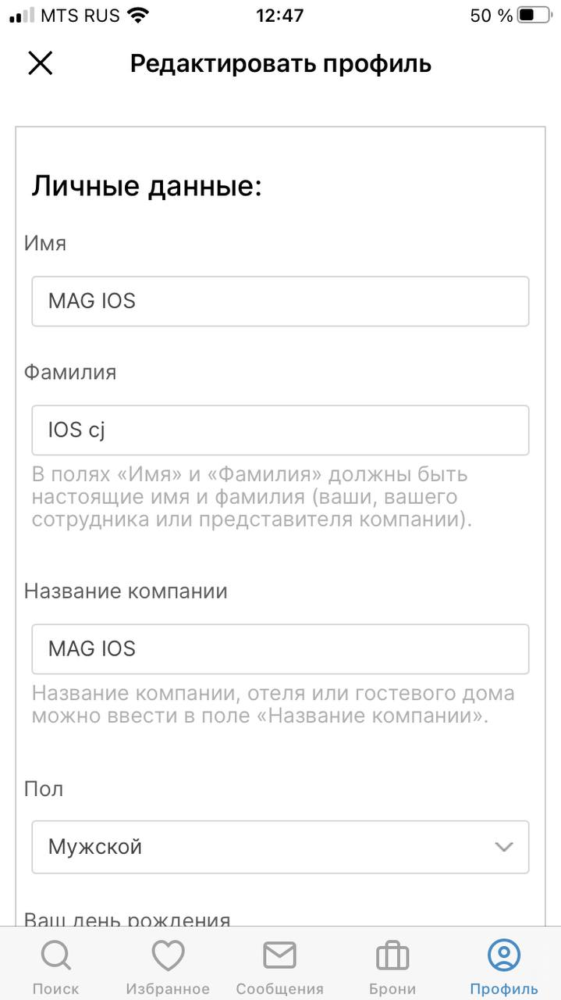 MTS RUS 12:47 50 %
Редактировать профиль
Личные данные:
Имя
MAG IOS
Фамилия
IOS cj
В полях «Имя» и «Фамилия» должны быть
настоящие имя и фамилия (ваши, вашего
сотрудника или представителя компании).
Название компании
MAG IOS
Название компании, отеля или гостевого дома
можно ввести в поле «Название компании».
Пол
Мужской
Ваш день рождения
Поиск Избранное Сообщения Брони Профиль